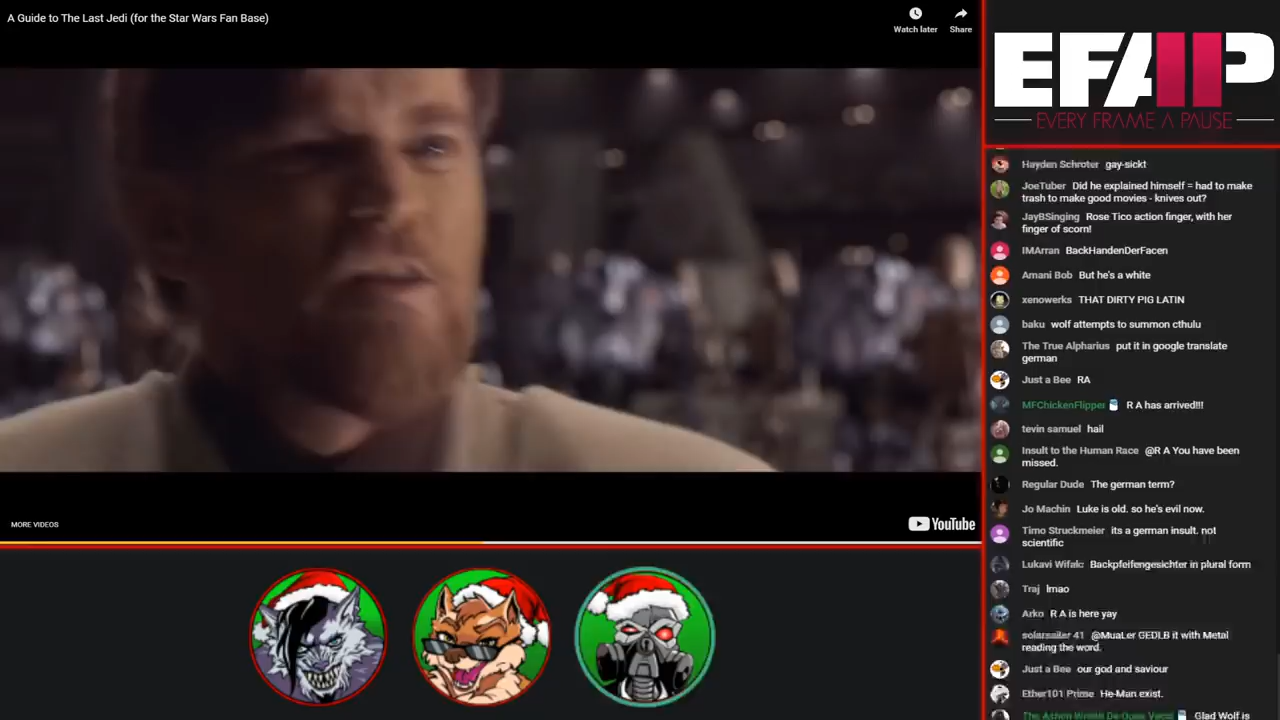 A Guide to The Last Jedi (for the Star Wars Fan Base)
Watch later
Share
MORE VIDEOS
YouTube
EFAP
EVERY FRAME A PAUSE
Hayden Schroter gay-sickt
JoeTuber Did he explained himself = had to make
trash to make good movies - knives out?
JayBSinging Rose Tico action finger, with her
finger of scorn!
IMArran BackHandenDerFacen
Amani Bob But he's a white
xenowerks THAT DIRTY PIG LATIN
baku wolf attempts to summon cthulu
The True Alpharius put it in google translate
german
Just a Bee RA
MFChickenFlipper R A has arrived!!!
tevin samuel hail
Insult to the Human Race @R A You have been
missed.
Regular Dude The german term?
Jo Machin Luke is old. so he's evil now.
Timo Struckmeier its a german insult. not
scientific
Lukavi Wifalc Backpfeifengesichter in plural form
Traj lmao
Arko R A is here yay
solarsailer 41 @MuaLer GEDLB it with Metal
reading the word.
Just a Bee our god and saviour
Ether101 Prime He-Man exist.
Glad Wolf is